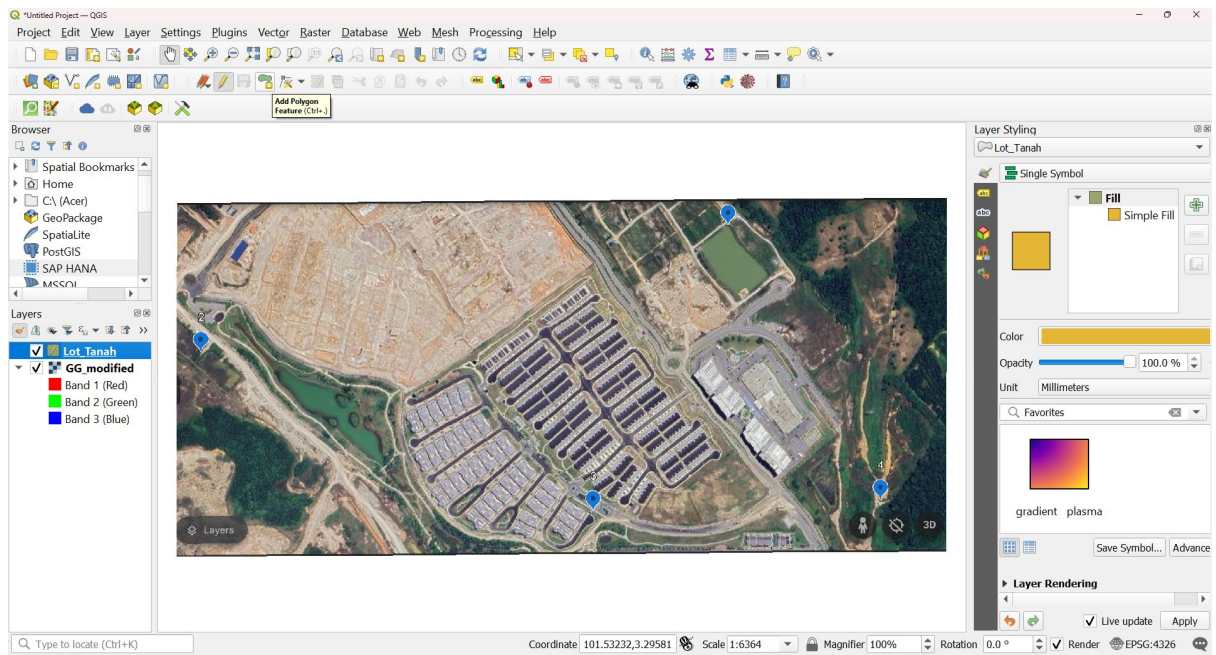 *Untitled Project — QGIS
Project Edit View Layer Settings Plugins Vector Raster Database Web Mesh Processing Help
Add Polygon
Feature (Ctrl+.)
Browser
Spatial Bookmarks
Home
C:\ (Acer)
GeoPackage
SpatiaLite
PostGIS
SAP HANA
MSSQL
Layers
Lot_Tanah
GG_modified
Band 1 (Red)
Band 2 (Green)
Band 3 (Blue)
2
3
4
Layers
3D
Layer Styling
Lot_Tanah
Single Symbol
Fill
Simple Fill
Color
Opacity 100.0 %
Unit Millimeters
Favorites
gradient plasma
Save Symbol... Advance
Layer Rendering
Live update Apply
Type to locate (Ctrl+K) Coordinate 101.53232,3.29581 Scale 1:6364 Magnifier 100% Rotation 0.0 ° Render EPSG:4326